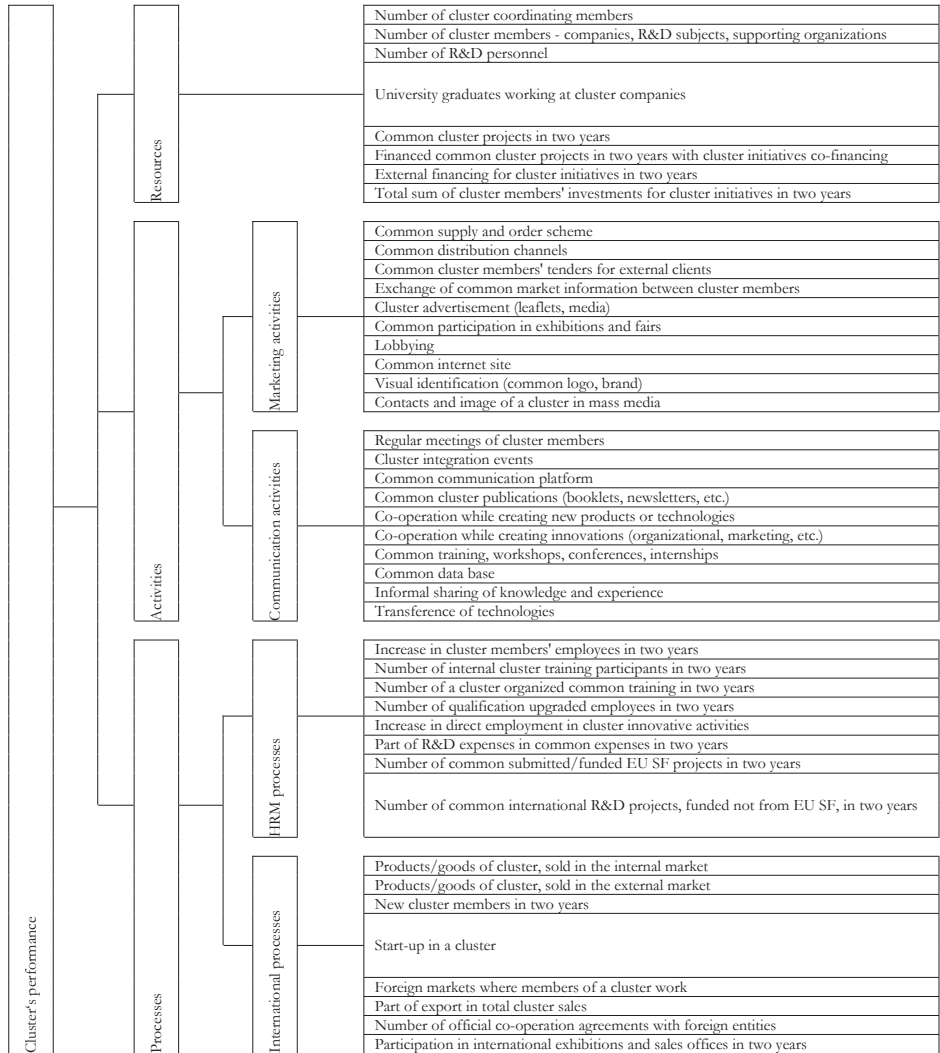 Cluster's performance
Resources
Number of cluster coordinating members
Number of cluster members - companies, R&D subjects, supporting organizations
Number of R&D personnel
University graduates working at cluster companies
Common cluster projects in two years
Financed common cluster projects in two years with cluster initiatives co-financing
External financing for cluster initiatives in two years
Total sum of cluster members' investments for cluster initiatives in two years
Activities
Marketing activities
Common supply and order scheme
Common distribution channels
Common cluster members' tenders for external clients
Exchange of common market information between cluster members
Cluster advertisement (leaflets, media)
Common participation in exhibitions and fairs
Lobbying
Common internet site
Visual identification (common logo, brand)
Contacts and image of a cluster in mass media
Communication activities
Regular meetings of cluster members
Cluster integration events
Common communication platform
Common cluster publications (booklets, newsletters, etc.)
Co-operation while creating new products or technologies
Co-operation while creating innovations (organizational, marketing, etc.)
Common training, workshops, conferences, internships
Common data base
Informal sharing of knowledge and experience
Transference of technologies
Processes
HRM processes
Increase in cluster members' employees in two years
Number of internal cluster training participants in two years
Number of a cluster organized common training in two years
Number of qualification upgraded employees in two years
Increase in direct employment in cluster innovative activities
Part of R&D expenses in common expenses in two years
Number of common submitted/funded EU SF projects in two years
Number of common international R&D projects, funded not from EU SF, in two years
International processes
Products/goods of cluster, sold in the internal market
Products/goods of cluster, sold in the external market
New cluster members in two years
Start-up in a cluster
Foreign markets where members of a cluster work
Part of export in total cluster sales
Number of official co-operation agreements with foreign entities
Participation in international exhibitions and sales offices in two years